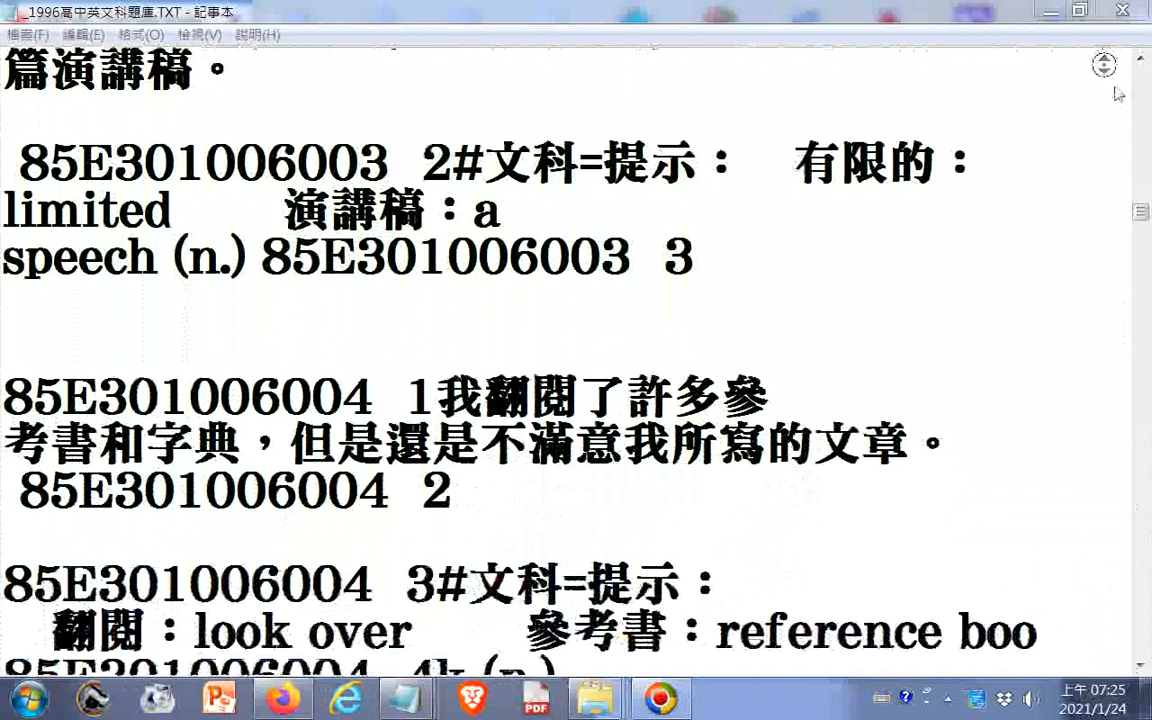 _1996高中英文科題庫.TXT - 記事本
檔案(F) 編輯(E) 格式(O) 檢視(V) 說明(H)
篇演講稿。
85E301006003 2#文科=提示： 有限的：
limited 演講稿：a
speech (n.) 85E301006003 3
85E301006004 1我翻閱了許多參
考書和字典，但是還是不滿意我所寫的文章。
85E301006004 2
85E301006004 3#文科=提示：
翻閱：look over 參考書：reference boo
85E301006004 4k (n.)
PDF
上午 07:25
2021/1/24